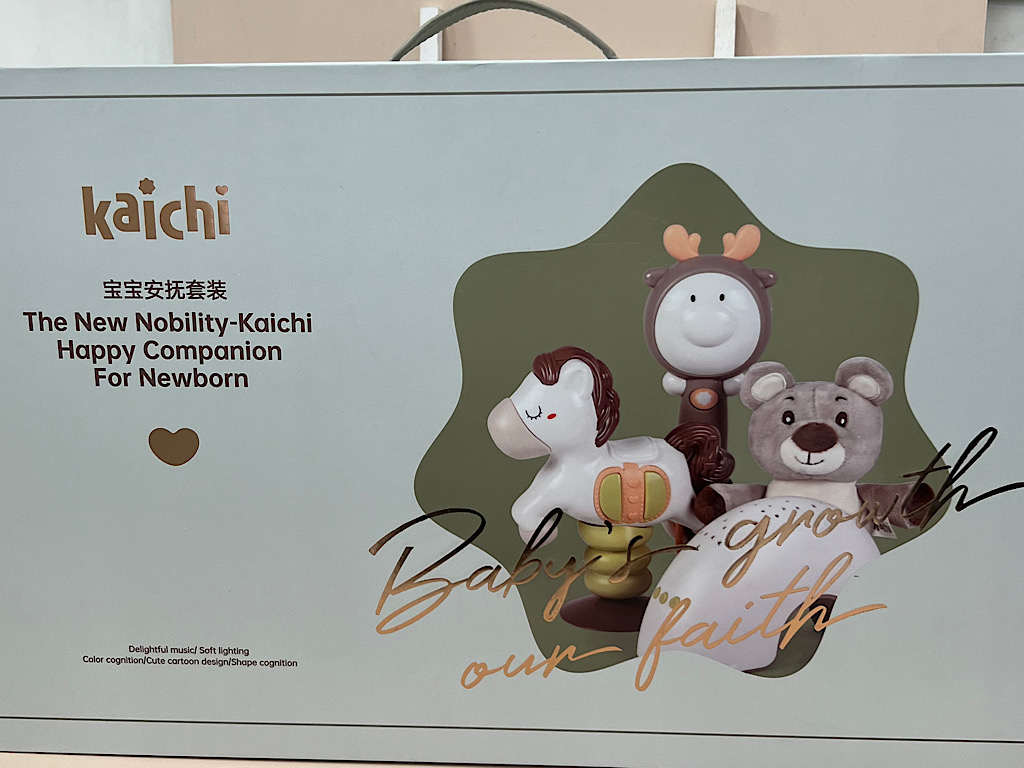 kaichi
宝宝安抚套装
The New Nobility-Kaichi
Happy Companion
For Newborn
Delightful music/ Soft lighting
Color cognition/Cute cartoon design/Shape cognition
Baby's growth
our faith